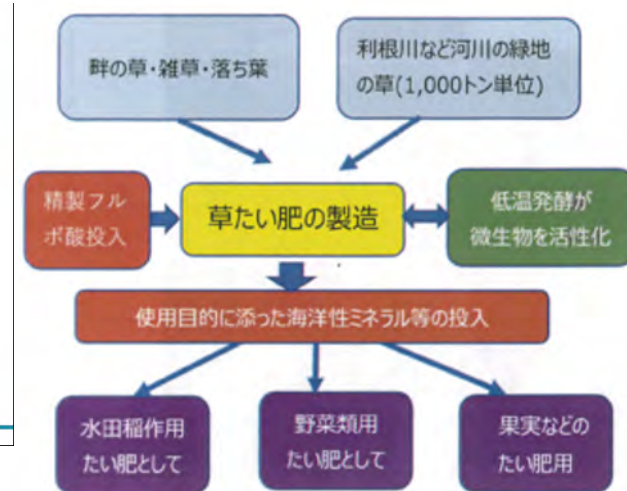 畔の草・雑草・落ち葉
利根川など河川の緑地
の草(1,000トン単位)
精製フル
ボ酸投入
草たい肥の製造
低温発酵が
微生物を活性化
使用目的に添った海洋性ミネラル等の投入
水田稲作用
たい肥として
野菜類用
たい肥として
果実などの
たい肥用